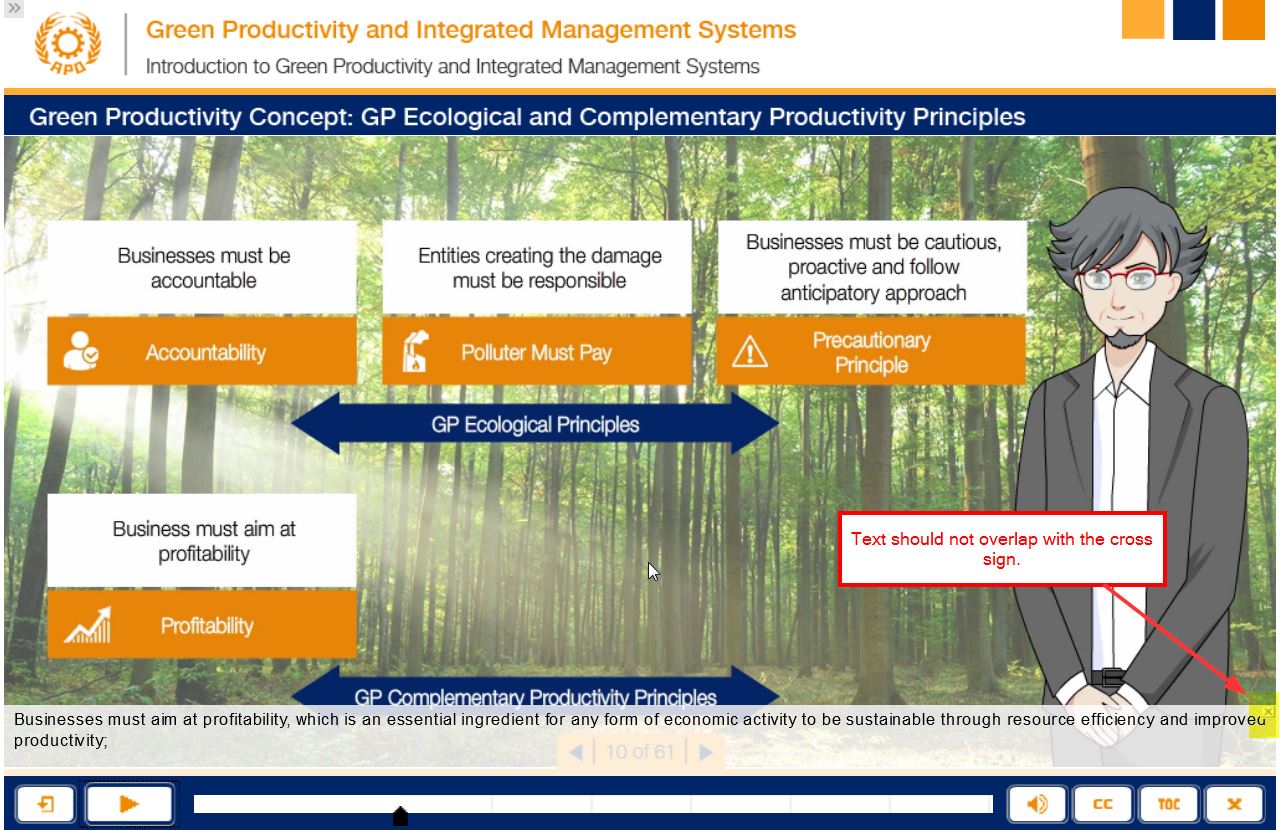 Green Productivity and Integrated Management Systems
APO
Introduction to Green Productivity and Integrated Management Systems
Green Productivity Concept: GP Ecological and Complementary Productivity Principles
Businesses must be
accountable
Accountability
Entities creating the damage
must be responsible
Polluter Must Pay
Businesses must be cautious,
proactive and follow
anticipatory approach
Precautionary
Principle
GP Ecological Principles
Business must aim at
profitability
Profitability
Text should not overlap with the cross
sign.
GP Complementary Productivity Principles
Businesses must aim at profitability, which is an essential ingredient for any form of economic activity to be sustainable through resource efficiency and improved
productivity;
10 of 61
CC
TOC